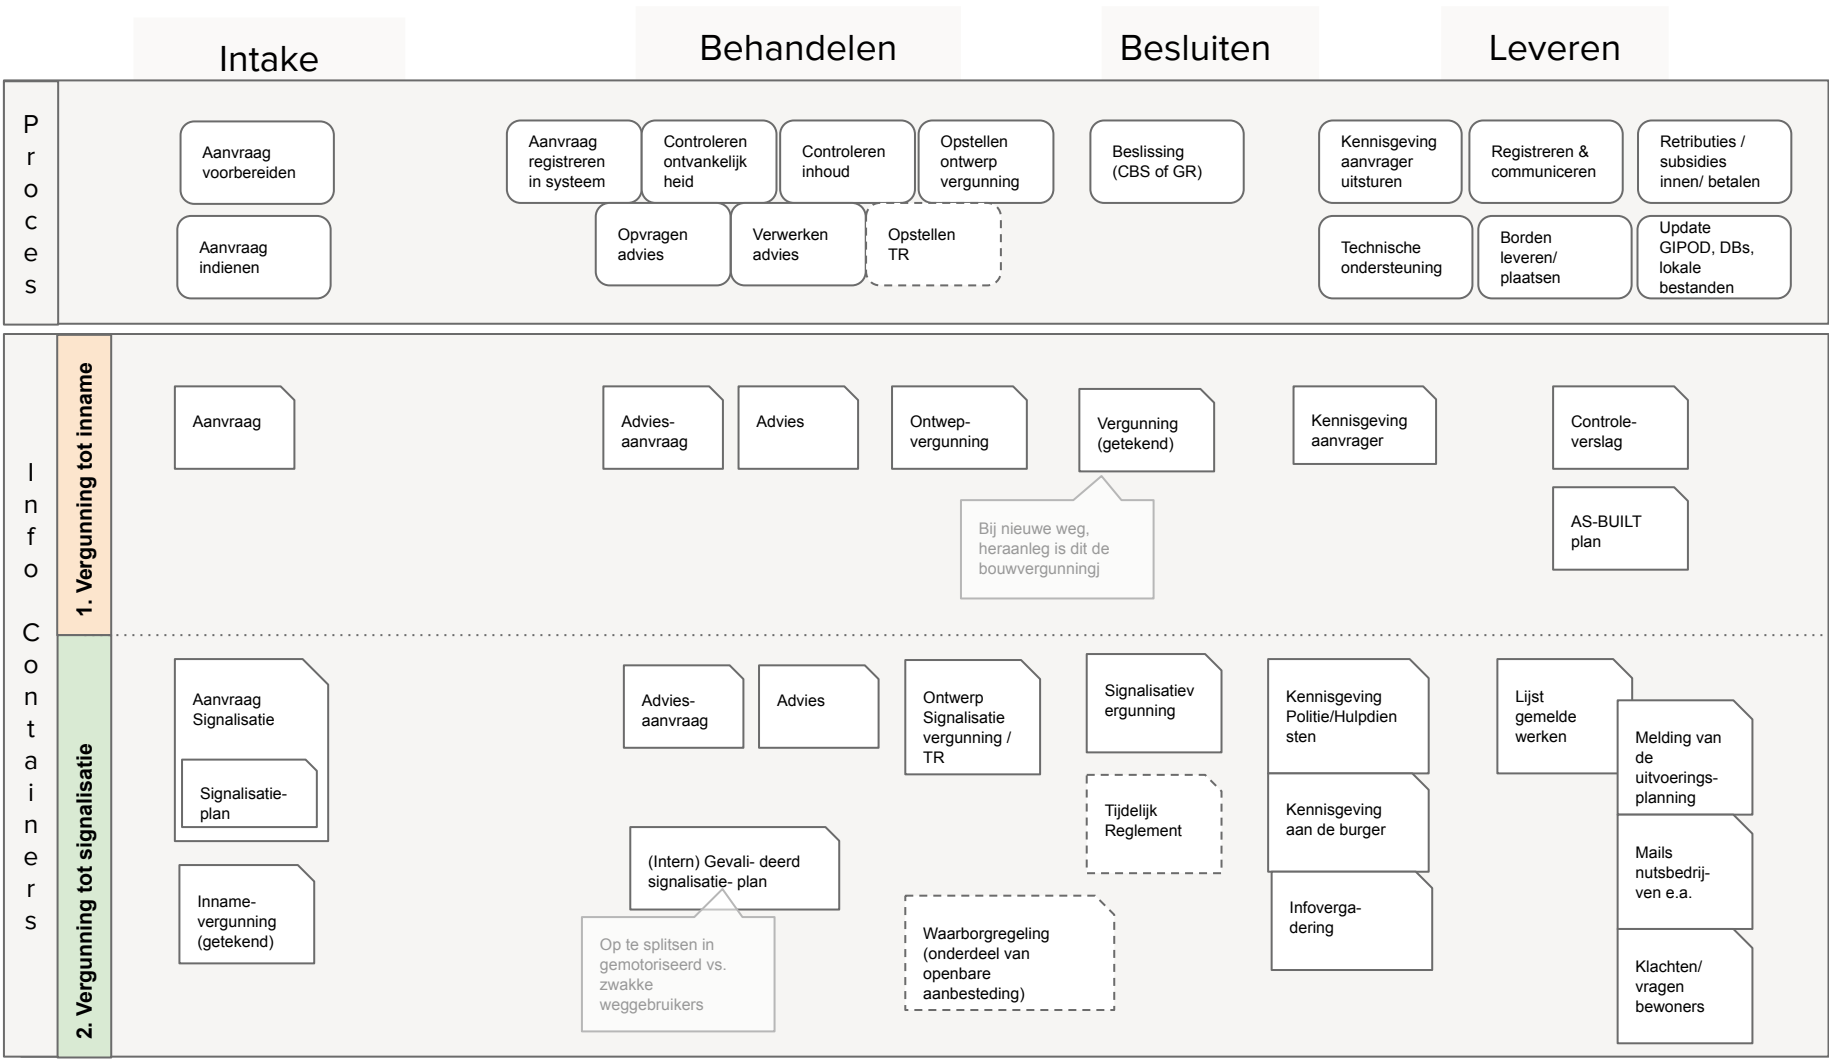 Intake
Behandelen
Besluiten
Leveren
Proces
Aanvraag
voorbereiden
Aanvraag
indienen
Aanvraag
registreren
in systeem
Controleren
ontvankelijk
heid
Controleren
inhoud
Opstellen
ontwerp
vergunning
Opvragen
advies
Verwerken
advies
Opstellen
TR
Beslissing
(CBS of GR)
Kennisgeving
aanvrager
uitsturen
Registreren &
communiceren
Retributies /
subsidies
innen/ betalen
Technische
ondersteuning
Borden
leveren/
plaatsen
Update
GIPOD, DBs,
lokale
bestanden
Info Containers
1. Vergunning tot inname
Aanvraag
Advies-
aanvraag
Advies
Ontwep-
vergunning
Vergunning
(getekend)
Bij nieuwe weg,
heraanleg is dit de
bouwvergunningj
Kennisgeving
aanvrager
Controle-
verslag
AS-BUILT
plan
2. Vergunning tot signalisatie
Aanvraag
Signalisatie
Signalisatie-
plan
Inname-
vergunning
(getekend)
Advies-
aanvraag
Advies
Ontwerp
Signalisatie
vergunning /
TR
(Intern) Gevali- deerd
signalisatie- plan
Op te splitsen in
gemotoriseerd vs.
zwakke
weggebruikers
Waarborgregeling
(onderdeel van
openbare
aanbesteding)
Signalisatiev
ergunning
Tijdelijk
Reglement
Kennisgeving
Politie/Hulpdien
sten
Kennisgeving
aan de burger
Infoverga-
dering
Lijst
gemelde
werken
Melding van
de
uitvoerings-
planning
Mails
nutsbedrij-
ven e.a.
Klachten/
vragen
bewoners